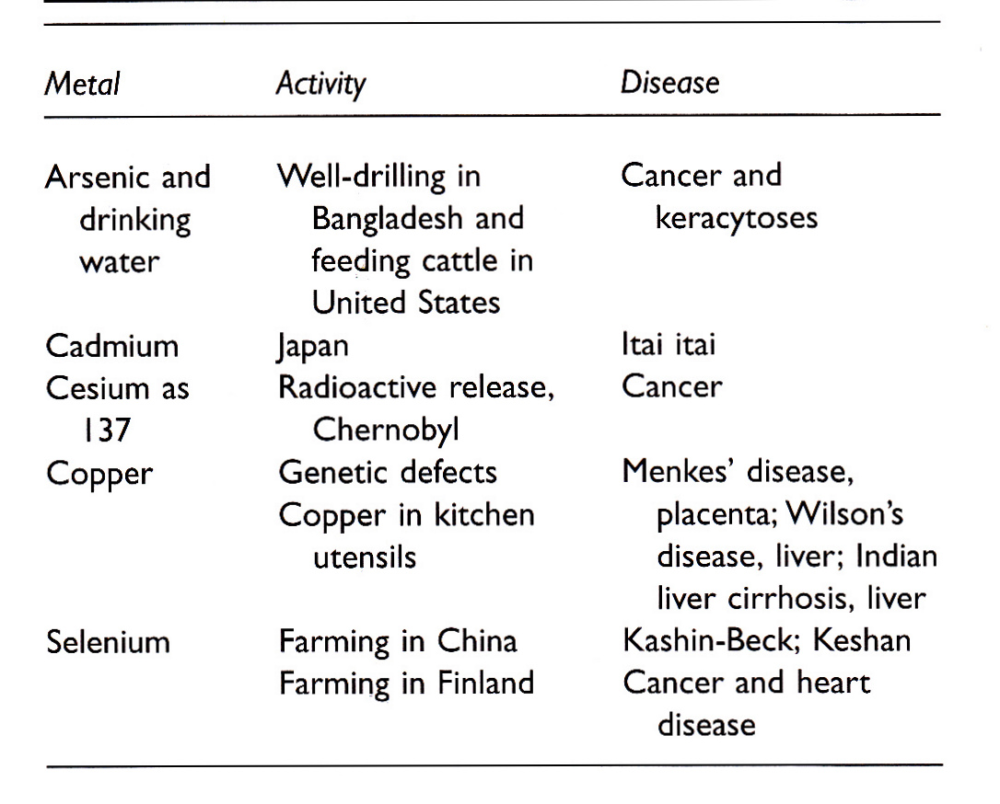 Metal Activity Disease
Arsenic and Well-drilling in Cancer and
drinking Bangladesh and keracytoses
water feeding cattle in
United States
Cadmium Japan Itai itai
Cesium as Radioactive release, Cancer
137 Chernobyl
Copper Genetic defects Menkes’ disease,
Copper in kitchen placenta; Wilson’s
utensils disease, liver; Indian
liver cirrhosis, liver
Selenium Farming in China Kashin-Beck; Keshan
Farming in Finland Cancer and heart
disease